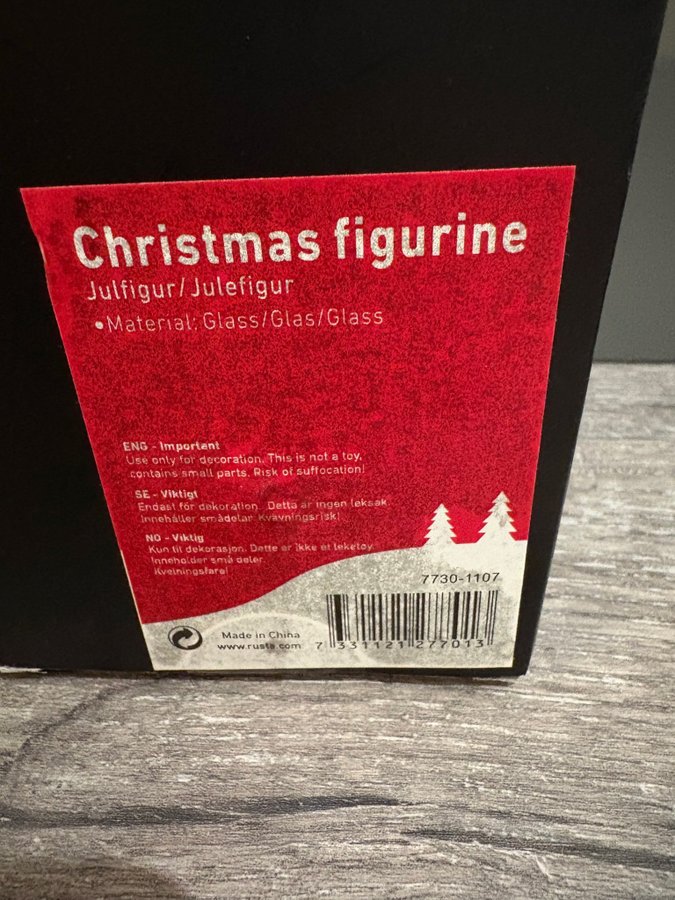 Christmas figurine
Julfigur/Julefigur
•Material: Glass/Glas/Glass
ENG - Important
Use only for decoration. This is not a toy,
contains small parts. Risk of suffocation!
SE - Viktigt
Endast för dekoration. Detta är ingen leksak.
Innehåller smådelar. Kvävningsrisk!
NO - Viktig
Kun til dekorasjon. Dette er ikke et leketøy.
Inneholder små deler.
Kvelningsfare!
7730-1107
Made in China
www.rusta.com
7 331121 277013